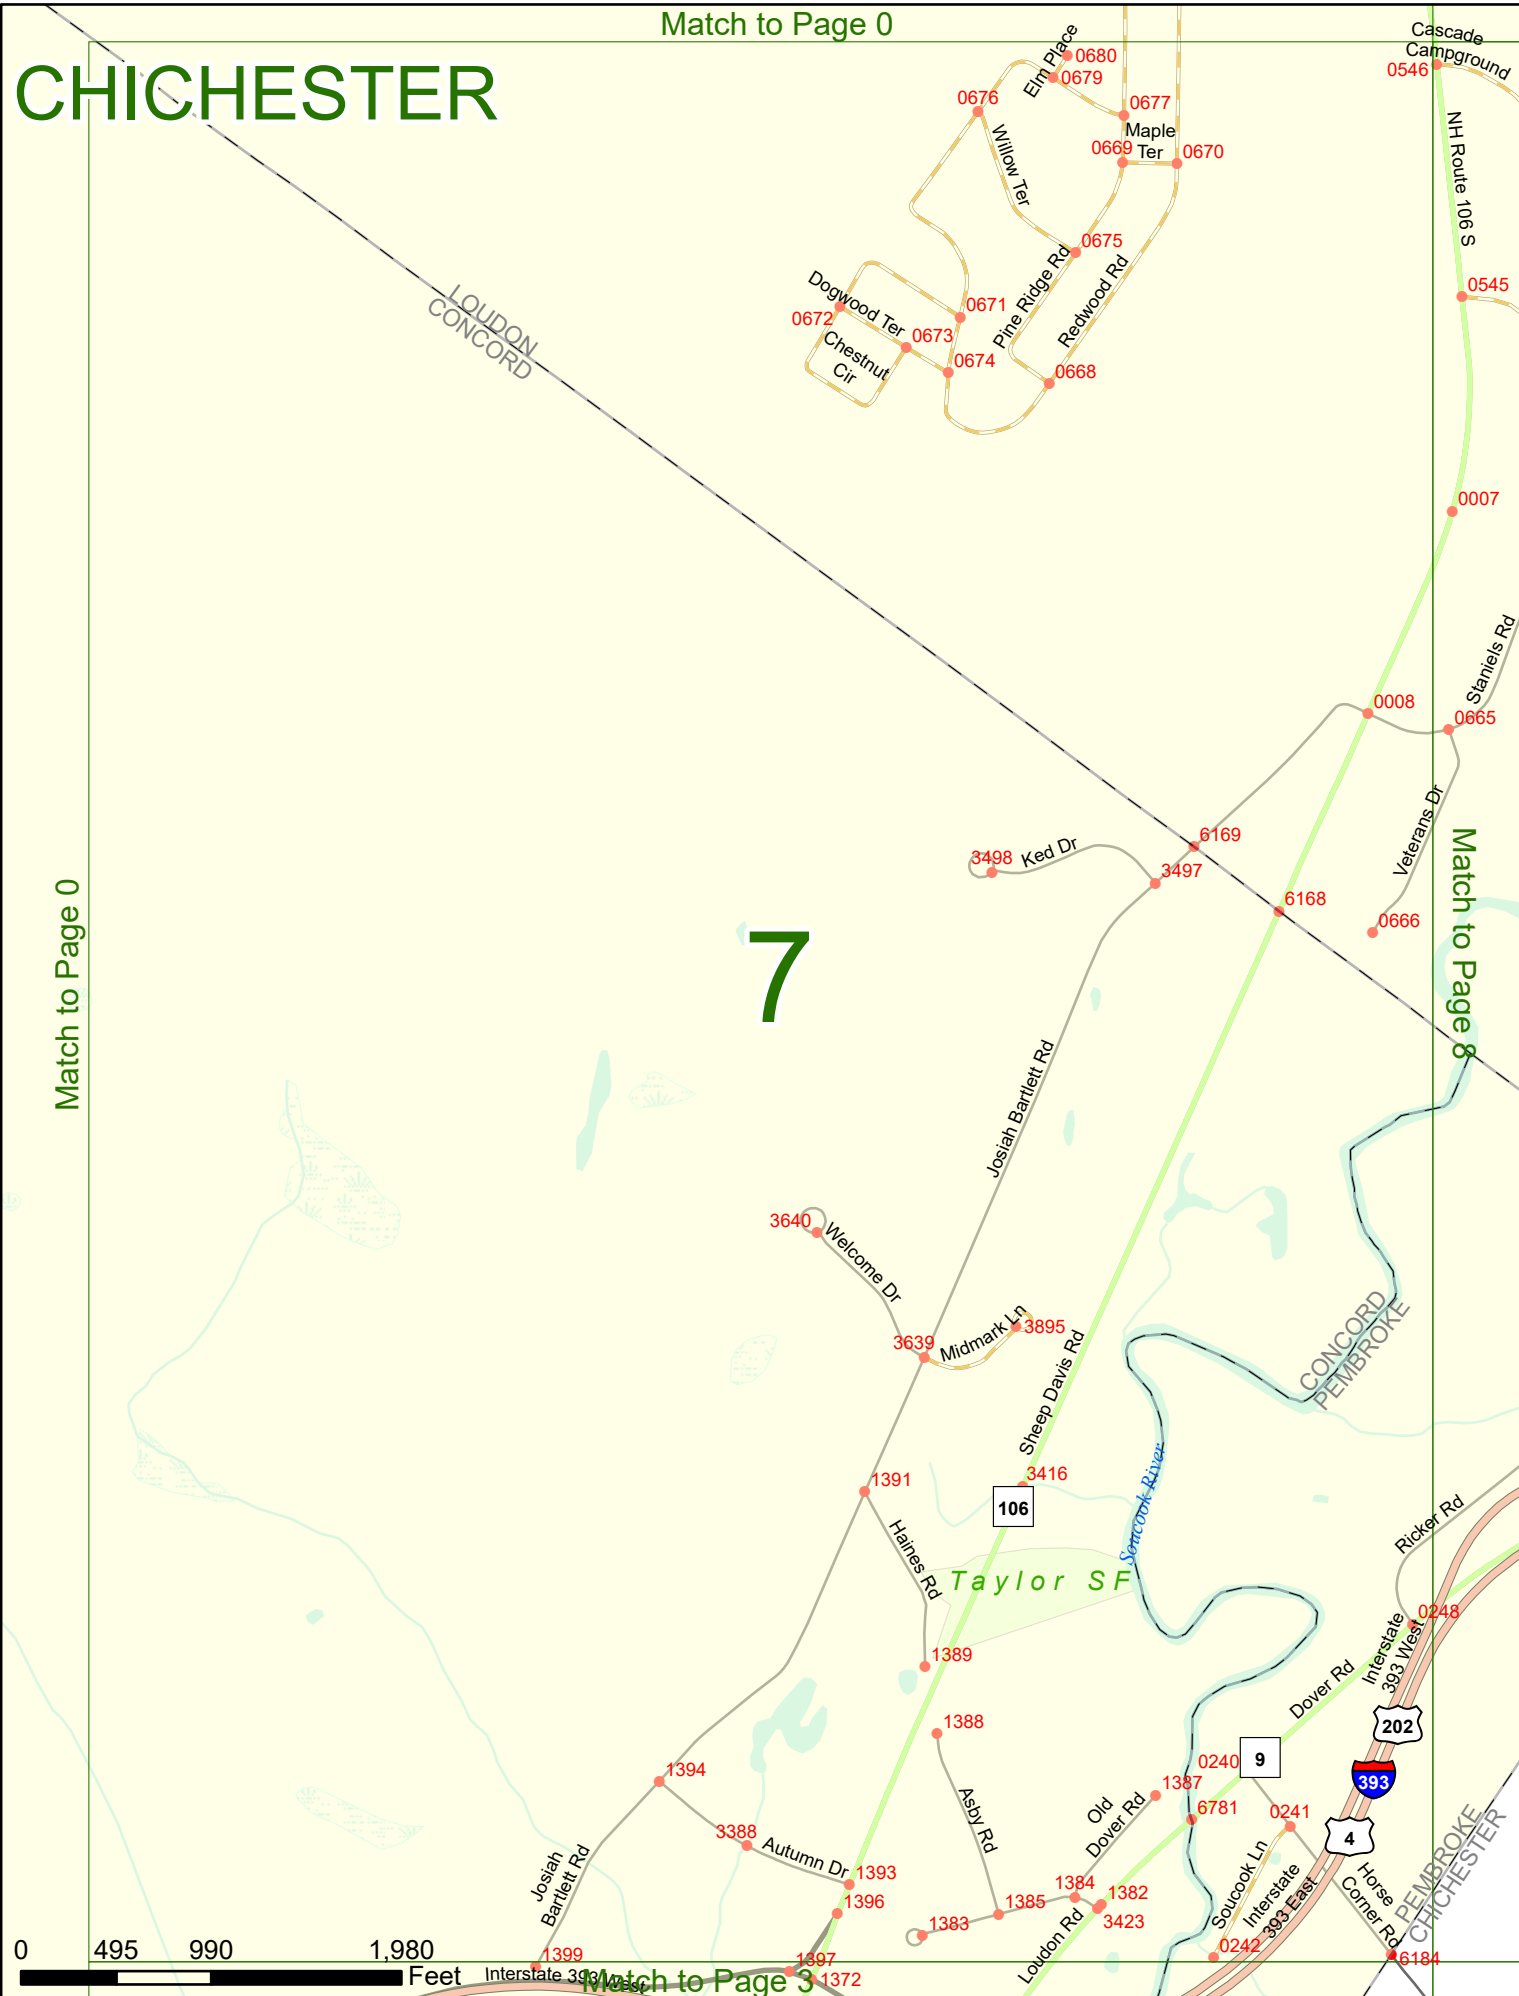 Match to Page 0
CHICHESTER
Elm Place
0680
0679
0676
0677
Cascade
Campground
0546
Willow Ter
Maple
Ter
0669
0670
NH Route 106 S
0675
Pine Ridge Rd
Redwood Rd
0545
Dogwood Ter
0672
0671
0673
Chestnut
Cir
0674
0668
LOUDON
CONCORD
0007
Staniels Rd
0008
0665
Veterans Dr
6169
3498
Ked Dr
3497
6168
0666
Match to Page 0
7
Match to Page 8
Josiah Bartlett Rd
3640
Welcome Dr
3639
Midmark Ln
3895
Sheep Davis Rd
CONCORD
PEMBROKE
1391
3416
106
Soucook River
Haines Rd
Taylor SF
Ricker Rd
0248
Interstate
393 West
1389
Dover Rd
202
1388
0240
9
393
1394
1387
6781
0241
4
Asby Rd
Old
Dover Rd
3388
Autumn Dr
1393
1396
Josiah
Bartlett Rd
1384
1382
3423
1385
1383
Loudon Rd
Soucook Ln
Interstate
393 East
Horse
Corner Rd
PEMBROKE
CHICHESTER
0242
6184
0 495 990 1,980
Feet
1399
Interstate 393 West
1397
1372
Match to Page 3